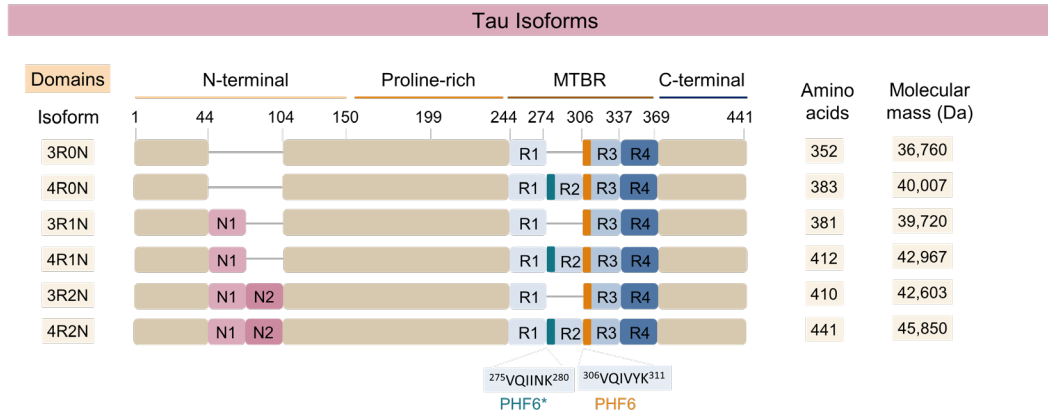 Tau Isoforms
Domains N-terminal Proline-rich MTBR C-terminal Amino acids Molecular mass (Da)
Isoform 1 44 104 150 199 244 274 306 337 369 441
3R0N R1 R3 R4 352 36,760
4R0N R1 R2 R3 R4 383 40,007
3R1N N1 R1 R3 R4 381 39,720
4R1N N1 R1 R2 R3 R4 412 42,967
3R2N N1 N2 R1 R3 R4 410 42,603
4R2N N1 N2 R1 R2 R3 R4 441 45,850
²⁷⁵VQIINK²⁸⁰ ³⁰⁶VQIVYK³¹¹
PHF6* PHF6